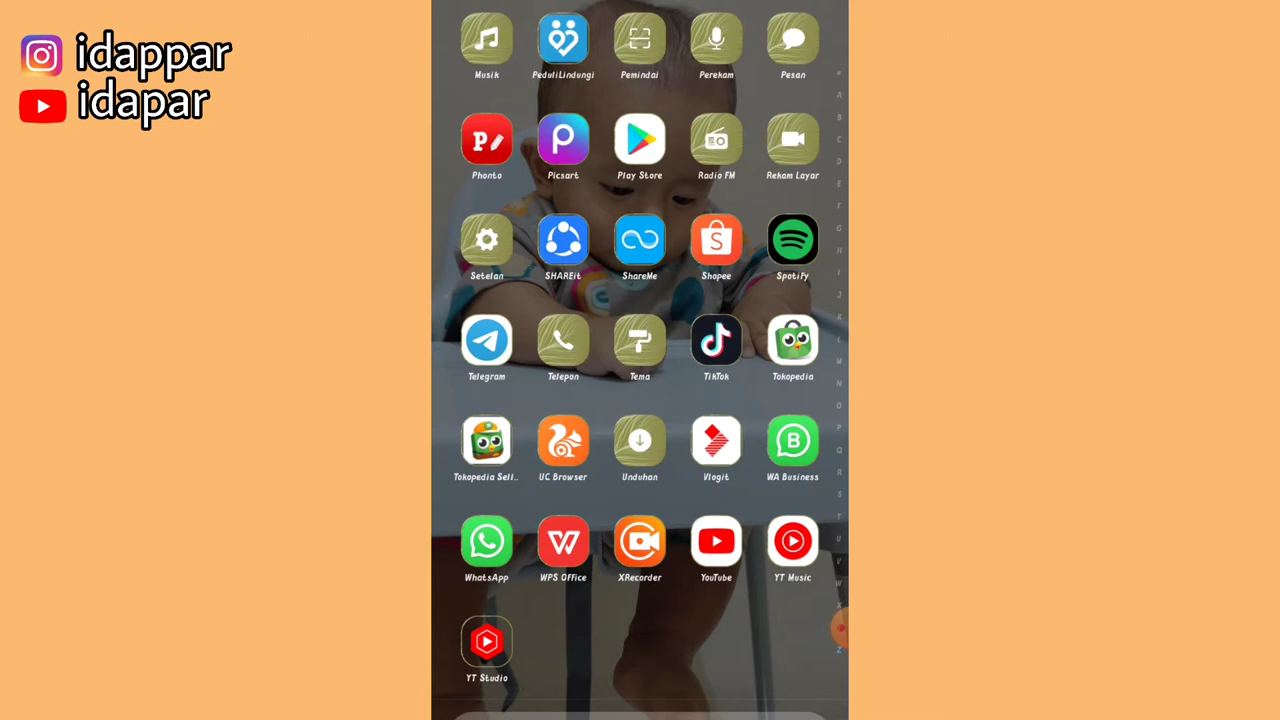 idappar
idapar
Musik PeduliLindungi Pemindai Perekam Pesan
Phonto Picsart Play Store Radio FM Rekam Layar
Setelan SHAREit ShareMe Shopee Spotify
Telegram Telepon Tema TikTok Tokopedia
Tokopedia Sell.. UC Browser Unduhan Vlogit WA Business
WhatsApp WPS Office XRecorder YouTube YT Music
YT Studio